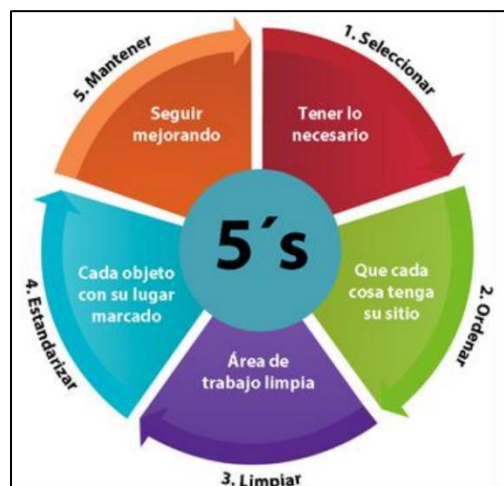 5´s
1. Seleccionar
Tener lo
necesario
2. Ordenar
Que cada
cosa tenga
su sitio
3. Limpiar
Área de
trabajo limpia
4. Estandarizar
Cada objeto
con su lugar
marcado
5. Mantener
Seguir
mejorando